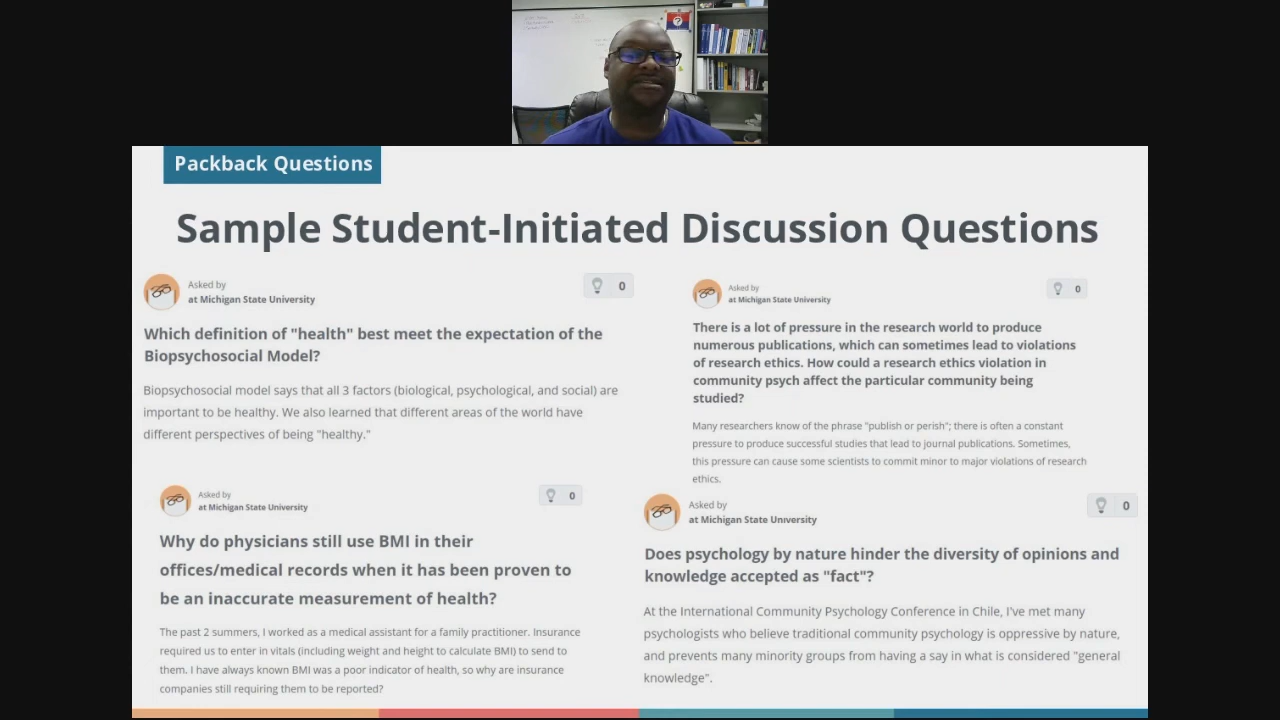 Packback Questions
Sample Student-Initiated Discussion Questions
Asked by
at Michigan State University
0
Which definition of "health" best meet the expectation of the
Biopsychosocial Model?
Biopsychosocial model says that all 3 factors (biological, psychological, and social) are
important to be healthy. We also learned that different areas of the world have
different perspectives of being "healthy."
Asked by
at Michigan State University
0
There is a lot of pressure in the research world to produce
numerous publications, which can sometimes lead to violations
of research ethics. How could a research ethics violation in
community psych affect the particular community being
studied?
Many researchers know of the phrase "publish or perish"; there is often a constant
pressure to produce successful studies that lead to journal publications. Sometimes,
this pressure can cause some scientists to commit minor to major violations of research
ethics.
Asked by
at Michigan State University
0
Why do physicians still use BMI in their
offices/medical records when it has been proven to
be an inaccurate measurement of health?
The past 2 summers, I worked as a medical assistant for a family practitioner. Insurance
required us to enter in vitals (including weight and height to calculate BMI) to send to
them. I have always known BMI was a poor indicator of health, so why are insurance
companies still requiring them to be reported?
Asked by
at Michigan State University
0
Does psychology by nature hinder the diversity of opinions and
knowledge accepted as "fact"?
At the International Community Psychology Conference in Chile, I've met many
psychologists who believe traditional community psychology is oppressive by nature,
and prevents many minority groups from having a say in what is considered "general
knowledge".